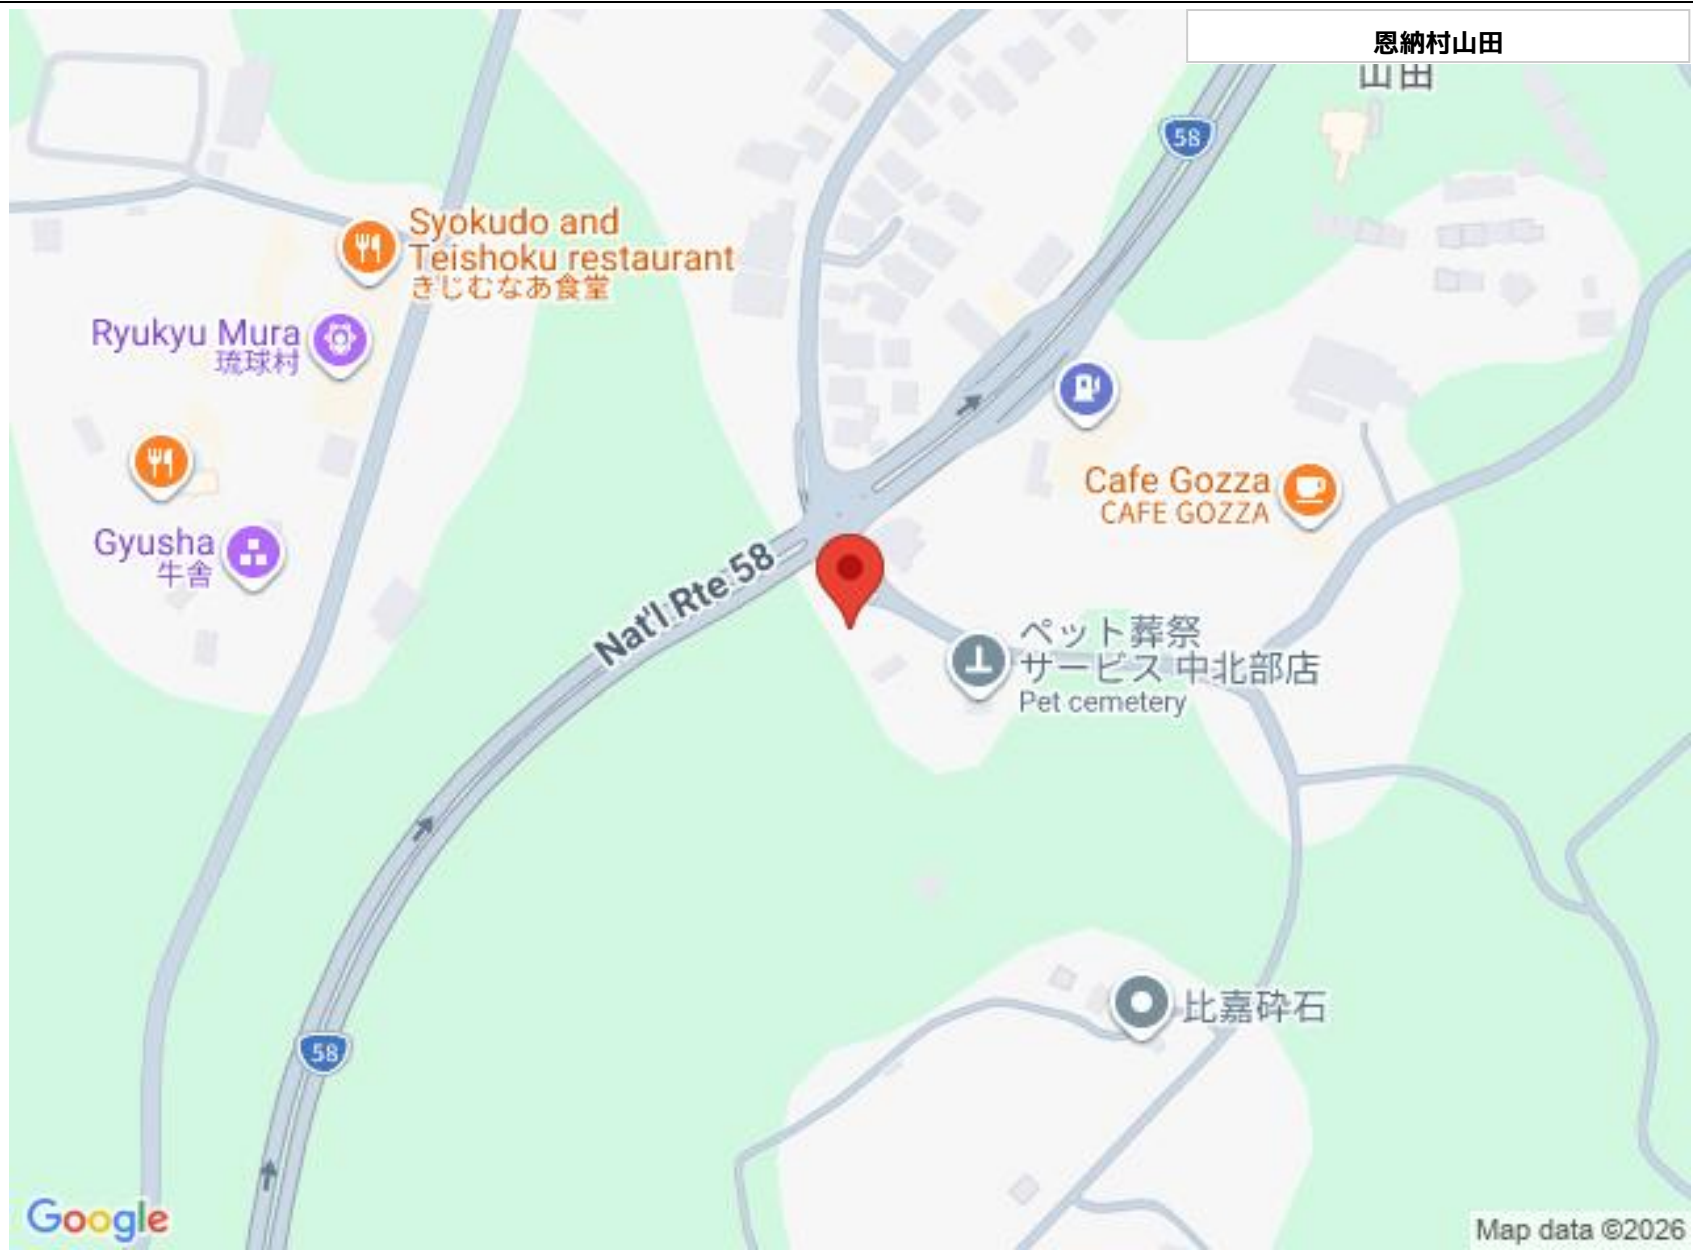 恩納村山田
山田
58
Syokudo and
Teishoku restaurant
きじむなあ食堂
Ryukyu Mura
琉球村
Cafe Gozza
CAFE GOZZA
Gyusha
牛舎
Nat'l Rte 58
ペット葬祭
サービス 中北部店
Pet cemetery
比嘉砕石
58
Google
Map data ©2026